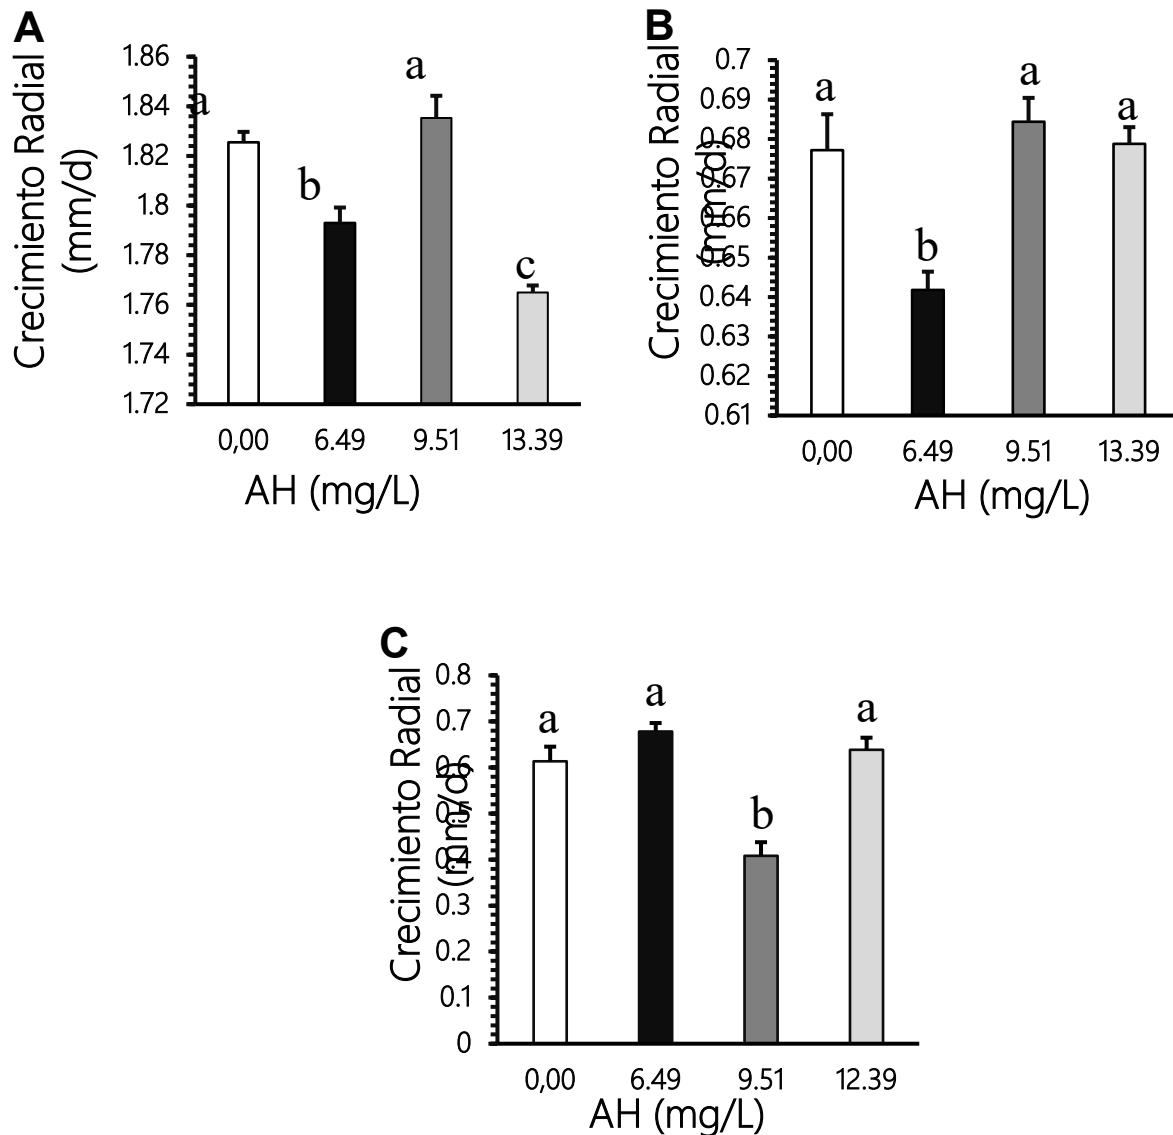 A
Crecimiento Radial
(mm/d)
1.86
1.84
1.82
1.8
1.78
1.76
1.74
1.72
a
b
a
c
0,00 6.49 9.51 13.39
AH (mg/L)
B
Crecimiento Radial
(mm/d)
0.7
0.69
0.68
0.67
0.66
0.65
0.64
0.63
0.62
0.61
a
b
a
a
0,00 6.49 9.51 13.39
AH (mg/L)
C
Crecimiento Radial
(mm/d)
0.8
0.7
0.6
0.5
0.4
0.3
0.2
0.1
0
a
a
b
a
0,00 6.49 9.51 12.39
AH (mg/L)